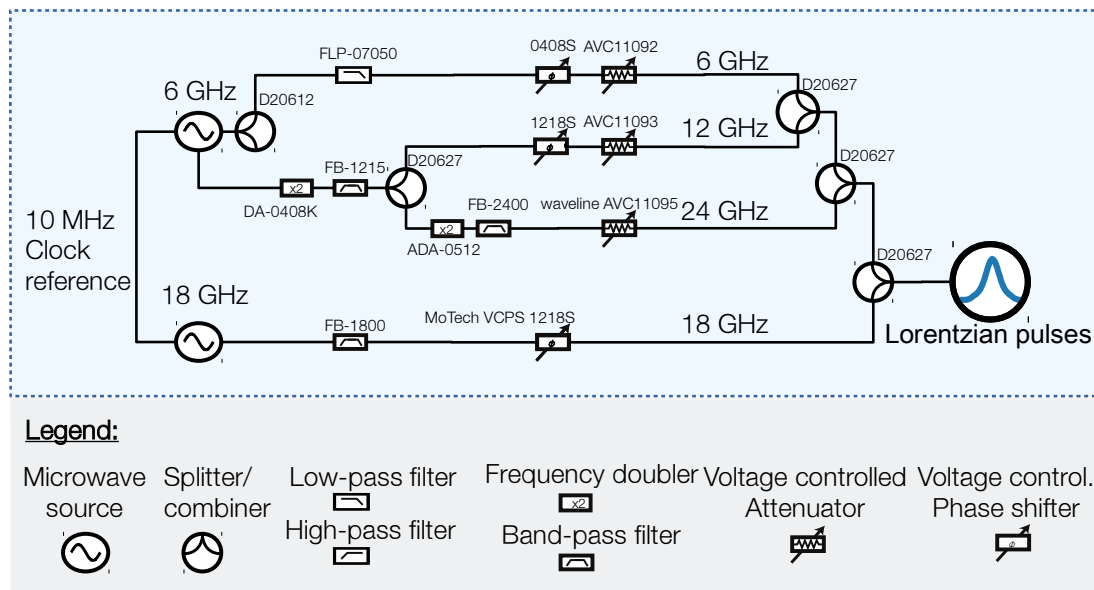 FLP-07050
0408S
AVC11092
6 GHz
6 GHz
D20612
D20627
1218S
AVC11093
12 GHz
D20627
FB-1215
D20627
x2
DA-0408K
FB-2400
waveline AVC11095
24 GHz
10 MHz
Clock
reference
x2
ADA-0512
D20627
18 GHz
FB-1800
MoTech VCPS 1218S
ϕ
18 GHz
Lorentzian pulses
Legend:
Microwave
source
Splitter/
combiner
Low-pass filter
High-pass filter
Frequency doubler
x2
Band-pass filter
Voltage controlled
Attenuator
Voltage control.
Phase shifter
ϕ